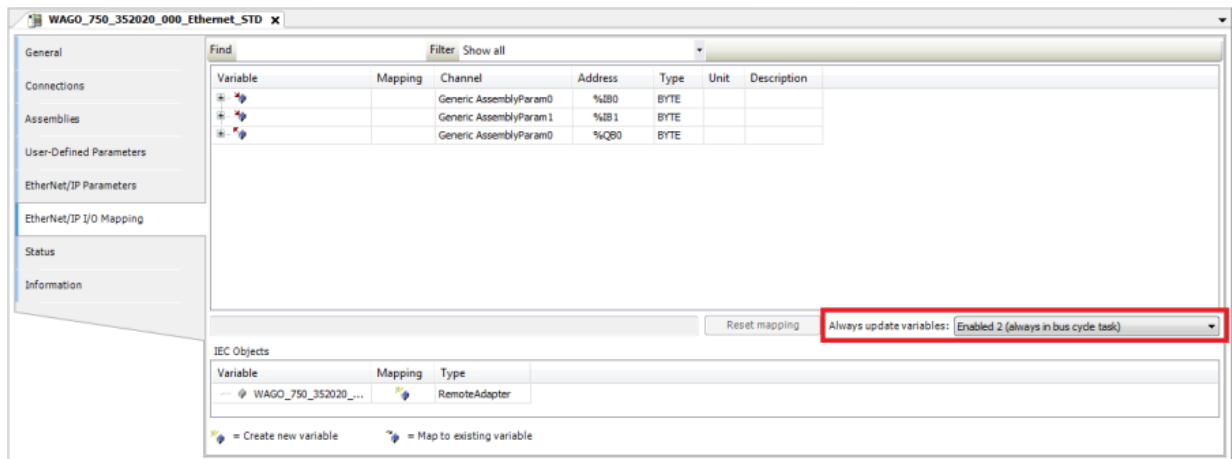 WAGO_750_352020_000_Ethernet_STD X
General
Connections
Assemblies
User-Defined Parameters
EtherNet/IP Parameters
EtherNet/IP I/O Mapping
Status
Information
Find Filter Show all
Variable Mapping Channel Address Type Unit Description
Generic AssemblyParam0 %IB0 BYTE
Generic AssemblyParam1 %IB1 BYTE
Generic AssemblyParam0 %QB0 BYTE
Reset mapping Always update variables: Enabled 2 (always in bus cycle task)
IEC Objects
Variable Mapping Type
WAGO_750_352020_... RemoteAdapter
= Create new variable = Map to existing variable